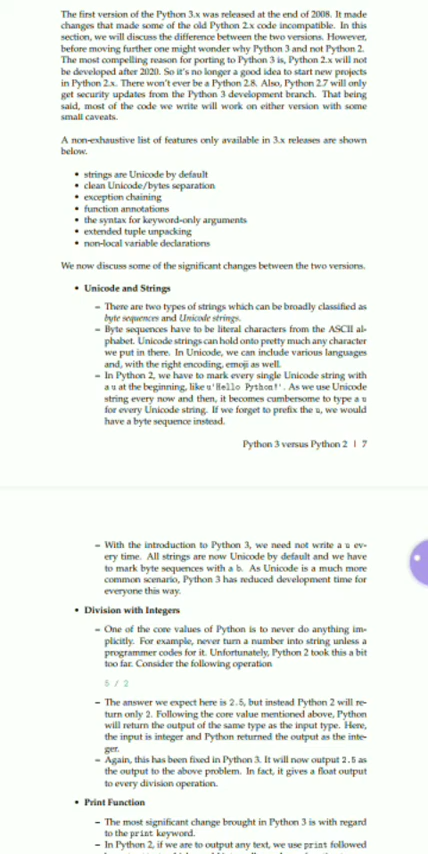 The first version of the Python 3.x was released at the end of 2008. It made
changes that made some of the old Python 2.x code incompatible. In this
section, we will discuss the difference between the two versions. However,
before moving further one might wonder why Python 3 and not Python 2.
The most compelling reason for porting to Python 3 is, Python 2.x will not
be developed after 2020. So it's no longer a good idea to start new projects
in Python 2.x. There won't ever be a Python 2.8. Also, Python 2.7 will only
get security updates from the Python 3 development branch. That being
said, most of the code we write will work on either version with some
small caveats.
A non-exhaustive list of features only available in 3.x releases are shown
below.
• strings are Unicode by default
• clean Unicode/bytes separation
• exception chaining
• function annotations
• the syntax for keyword-only arguments
• extended tuple unpacking
• non-local variable declarations
We now discuss some of the significant changes between the two versions.
• Unicode and Strings
– There are two types of strings which can be broadly classified as
byte sequences and Unicode strings.
– Byte sequences have to be literal characters from the ASCII al-
phabet. Unicode strings can hold onto pretty much any character
we put in there. In Unicode, we can include various languages
and, with the right encoding, emoji as well.
– In Python 2, we have to mark every single Unicode string with
a u at the beginning, like u'Hello Python!'. As we use Unicode
string every now and then, it becomes cumbersome to type a u
for every Unicode string. If we forget to prefix the u, we would
have a byte sequence instead.
Python 3 versus Python 2 | 7
– With the introduction to Python 3, we need not write a u ev-
ery time. All strings are now Unicode by default and we have
to mark byte sequences with a b. As Unicode is a much more
common scenario, Python 3 has reduced development time for
everyone this way.
• Division with Integers
– One of the core values of Python is to never do anything im-
plicitly. For example, never turn a number into string unless a
programmer codes for it. Unfortunately, Python 2 took this a bit
too far. Consider the following operation
5 / 2
– The answer we expect here is 2.5, but instead Python 2 will re-
turn only 2. Following the core value mentioned above, Python
will return the output of the same type as the input type. Here,
the input is integer and Python returned the output as the inte-
ger.
– Again, this has been fixed in Python 3. It will now output 2.5 as
the output to the above problem. In fact, it gives a float output
to every division operation.
• Print Function
– The most significant change brought in Python 3 is with regard
to the print keyword.
– In Python 2, if we are to output any text, we use print followed